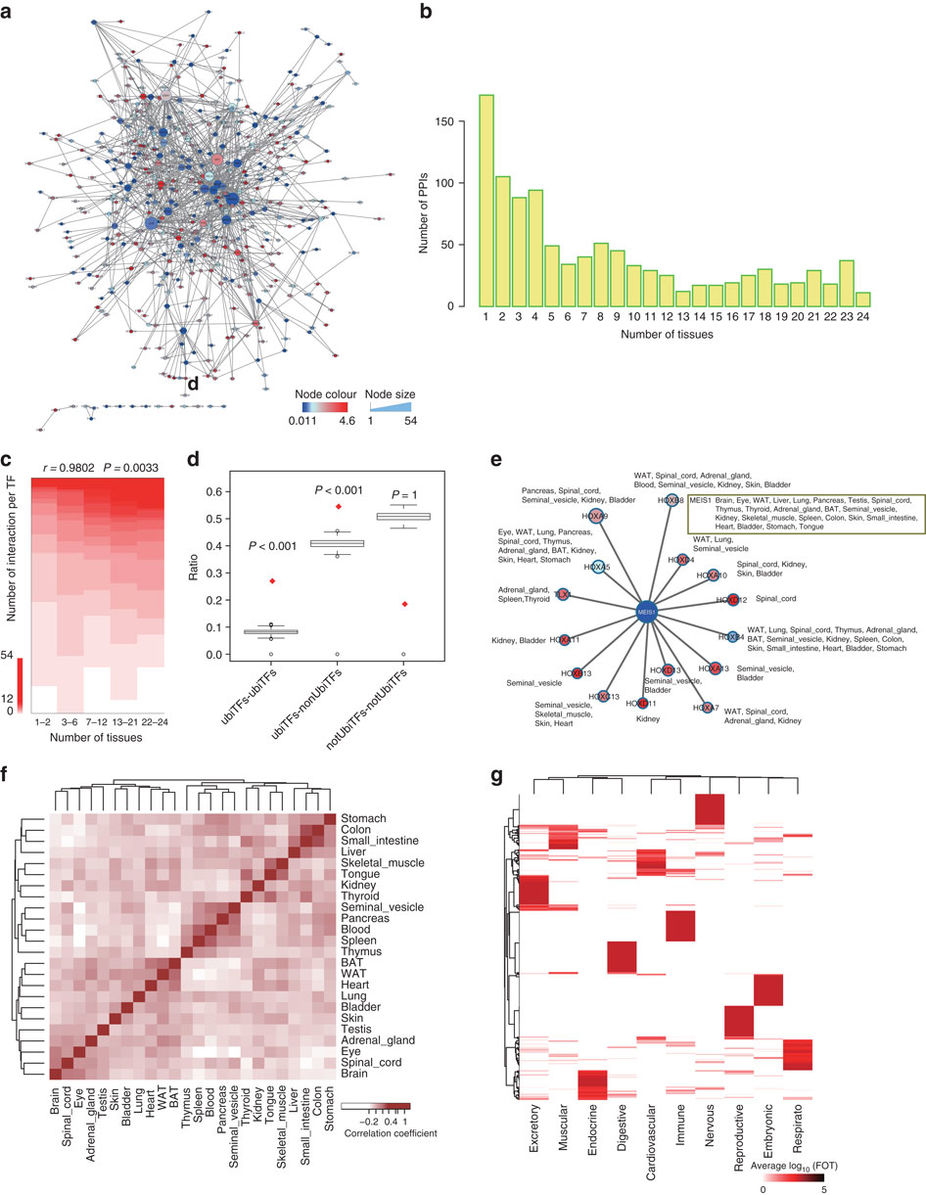 a
d
Node colour
0.011 4.6
Node size
1 54
b
Number of PPIs
150
100
50
0
1 2 3 4 5 6 7 8 9 10 11 12 13 14 15 16 17 18 19 20 21 22 23 24
Number of tissues
c
r = 0.9802 P = 0.0033
Number of interaction per TF
54
12
0
1–2 3–6 7–12 13–21 22–24
Number of tissues
d
Ratio
0.6
0.5
0.4
0.3
0.2
0.1
0.0
P < 0.001
P < 0.001
P = 1
ubiTFs-ubiTFs
ubiTFs-nonUbiTFs
notUbiTFs-notUbiTFs
e
WAT, Spinal_cord, Adrenal_gland,
Blood, Seminal_vesicle, Kidney, Skin, Bladder
HOXB8
MEIS1 Brain, Eye, WAT, Liver, Lung, Pancreas, Testis, Spinal_cord,
Thymus, Thyroid, Adrenal_gland, BAT, Seminal_vesicle,
Kidney, Skeletal_muscle, Spleen, Colon, Skin, Small_intestine,
Heart, Bladder, Stomach, Tongue
Pancreas, Spinal_cord,
Seminal_vesicle, Kidney, Bladder
HOXA9
Eye, WAT, Lung, Pancreas,
Spinal_cord, Thymus,
Adrenal_gland, BAT, Kidney,
Skin, Heart, Stomach
HOXA5
WAT, Lung,
Seminal_vesicle
HOXD4
Spinal_cord, Kidney,
Skin, Bladder
HOXA10
Adrenal_gland,
Spleen,Thyroid
HOXD12
Spinal_cord
MEIS1
Kidney, Bladder
HOXA11
WAT, Lung, Spinal_cord, Thymus, Adrenal_gland,
BAT, Seminal_vesicle, Kidney, Spleen, Colon,
Skin, Small_intestine, Heart, Bladder, Stomach
HOXB13
Seminal_vesicle
HOXD13
Seminal_vesicle,
Bladder
HOXA13
Seminal_vesicle,
Bladder
HOXC13
Seminal_vesicle,
Skeletal_muscle,
Skin, Heart
HOXD11
Kidney
HOXA7
WAT, Spinal_cord,
Adrenal_gland, Kidney
f
Stomach
Colon
Small_intestine
Liver
Skeletal_muscle
Tongue
Kidney
Thyroid
Seminal_vesicle
Pancreas
Blood
Spleen
Thymus
BAT
WAT
Heart
Lung
Bladder
Skin
Testis
Adrenal_gland
Eye
Spinal_cord
Brain
Brain
Spinal_cord
Eye
Adrenal_gland
Testis
Skin
Bladder
Lung
Heart
WAT
BAT
Thymus
Spleen
Blood
Pancreas
Seminal_vesicle
Thyroid
Kidney
Tongue
Skeletal_muscle
Liver
Small_intestine
Colon
Stomach
−0.2 0.4 1
Correlation coefficient
g
Excretory
Muscular
Endocrine
Digestive
Cardiovascular
Immune
Nervous
Reproductive
Embryonic
Respirato
Average log10 (FOT)
0 5